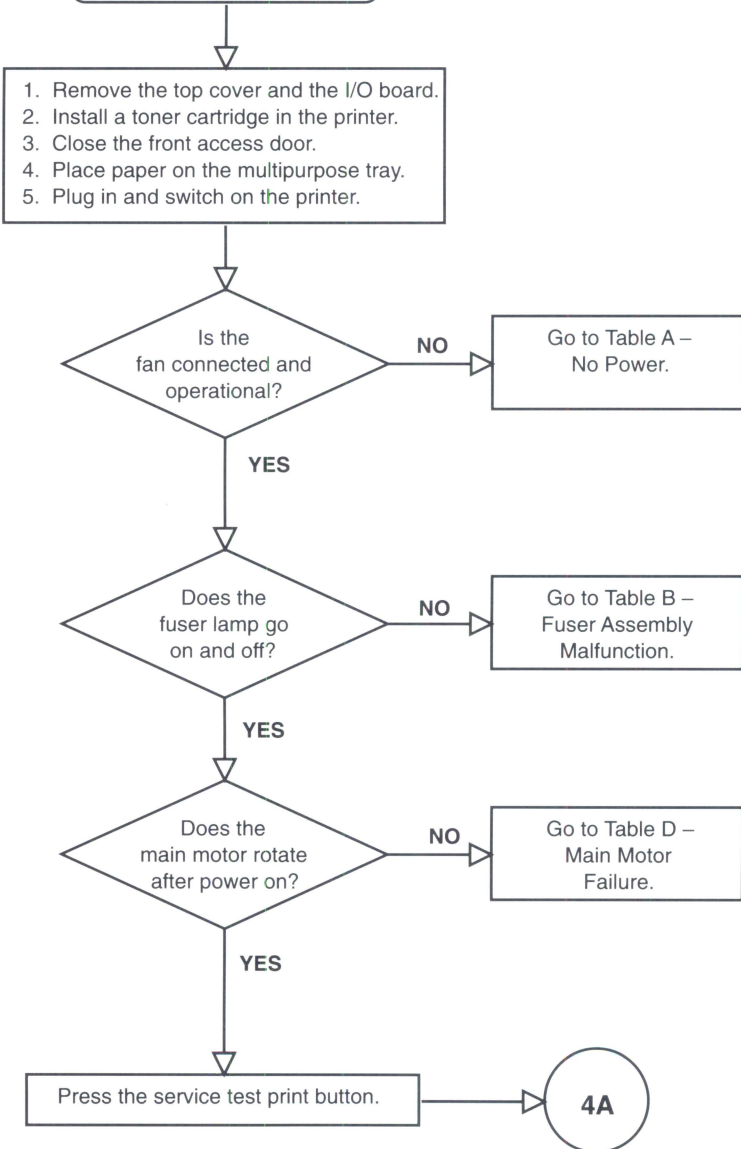 1. Remove the top cover and the I/O board.
2. Install a toner cartridge in the printer.
3. Close the front access door.
4. Place paper on the multipurpose tray.
5. Plug in and switch on the printer.
Is the
fan connected and
operational?
NO
Go to Table A –
No Power.
YES
Does the
fuser lamp go
on and off?
NO
Go to Table B –
Fuser Assembly
Malfunction.
YES
Does the
main motor rotate
after power on?
NO
Go to Table D –
Main Motor
Failure.
YES
Press the service test print button.
4A